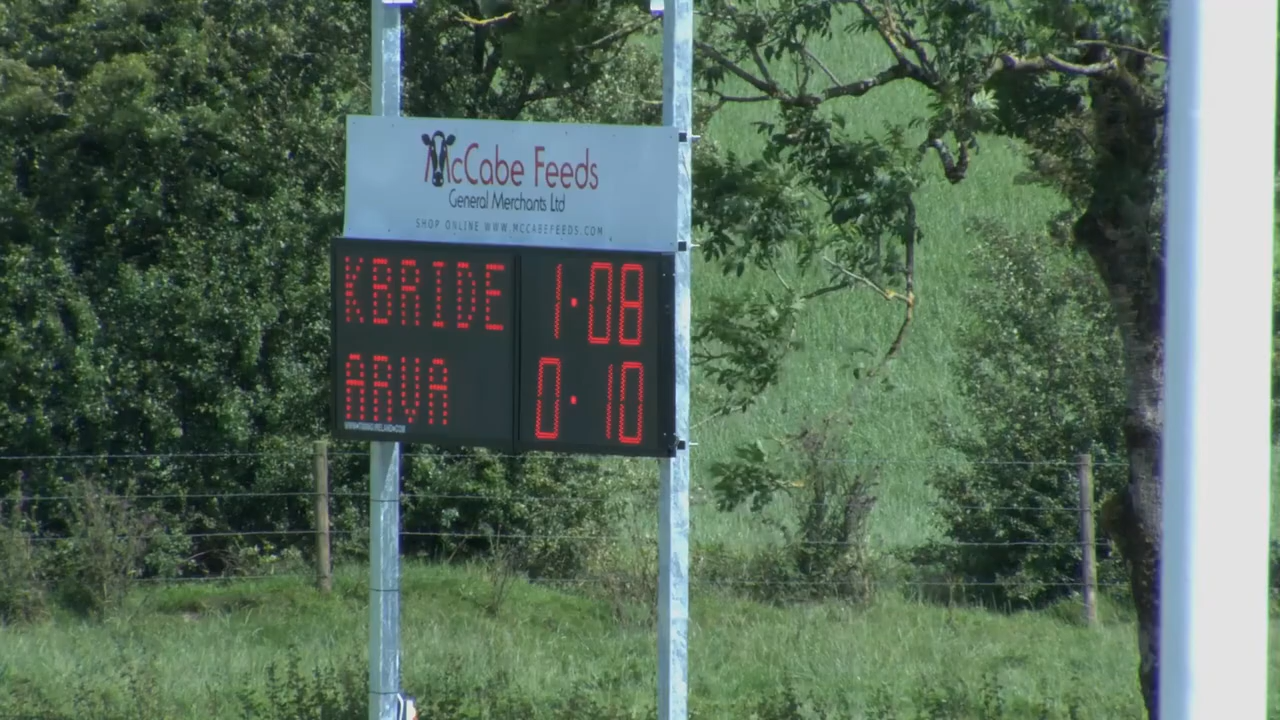 McCabe Feeds
General Merchants Ltd
SHOP ONLINE WWW.MCCABEFEEDS.COM
KBRIDE 1·08
ARVA 0·10